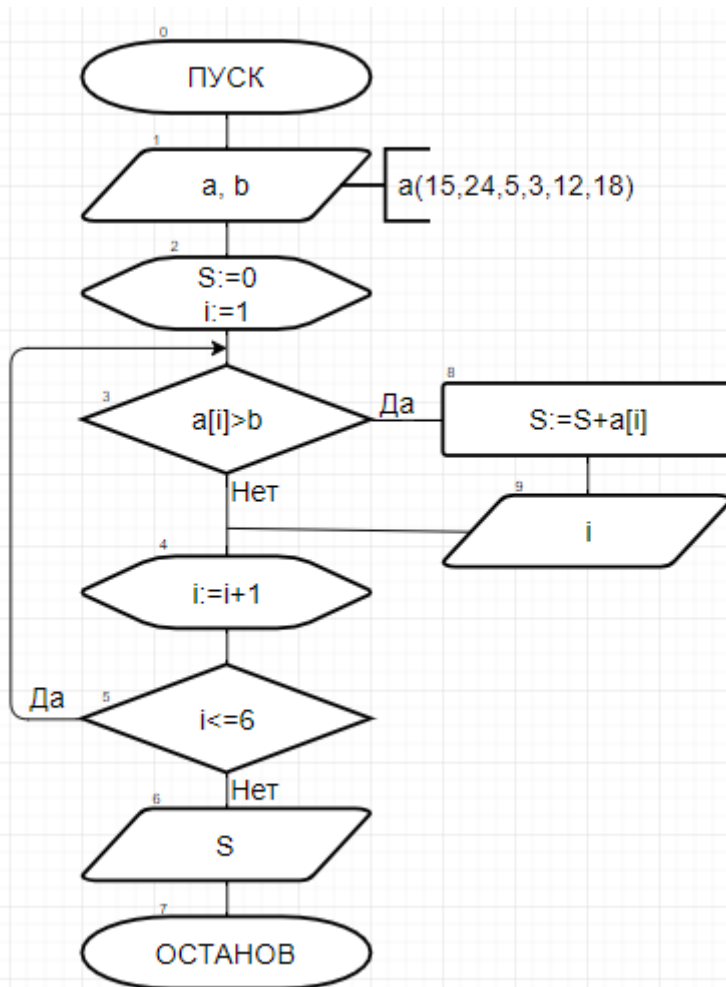 0
ПУСК
1
a, b
a(15,24,5,3,12,18)
2
S:=0
i:=1
3
a[i]>b
Да
8
S:=S+a[i]
Нет
9
i
4
i:=i+1
Да
5
i<=6
Нет
6
S
7
ОСТАНОВ